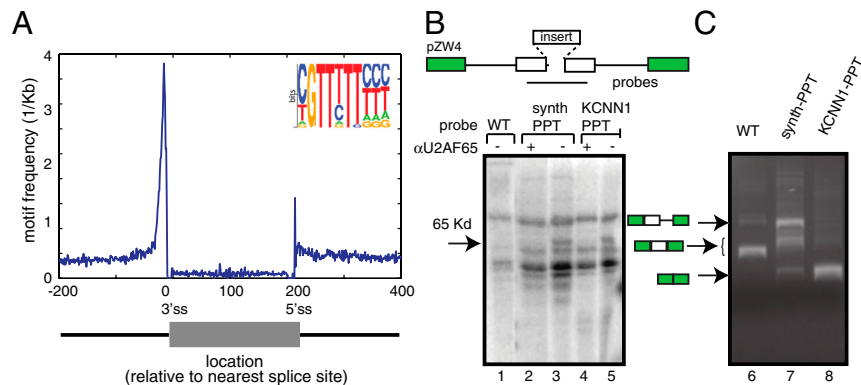 A
motif frequency (1/Kb)
4
3
2
1
0
-200
0
100
200
400
3'ss
5'ss
location
(relative to nearest splice site)
bits
B
pZW4
insert
probes
probe
WT
synth
PPT
KCNN1
PPT
αU2AF65
-
+
-
+
-
65 Kd
1
2
3
4
5
C
WT
synth-PPT
KCNN1-PPT
6
7
8